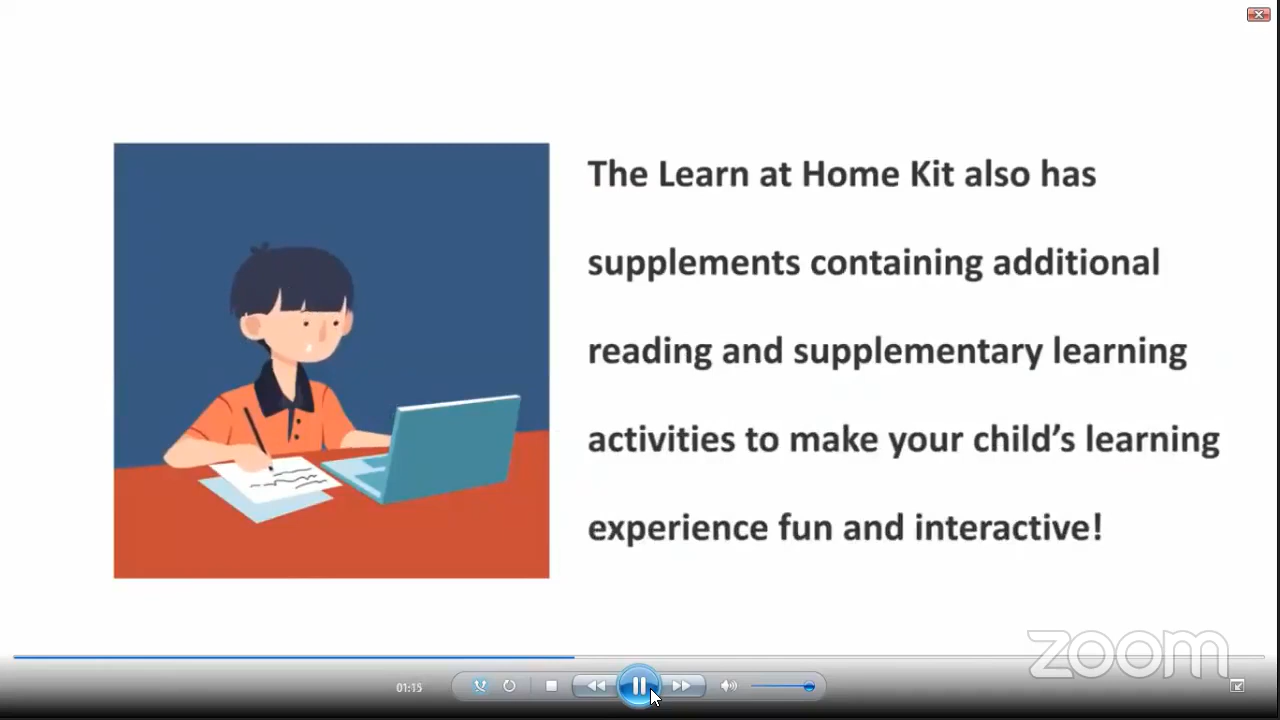 The Learn at Home Kit also has
supplements containing additional
reading and supplementary learning
activities to make your child’s learning
experience fun and interactive!
zoom
01:15